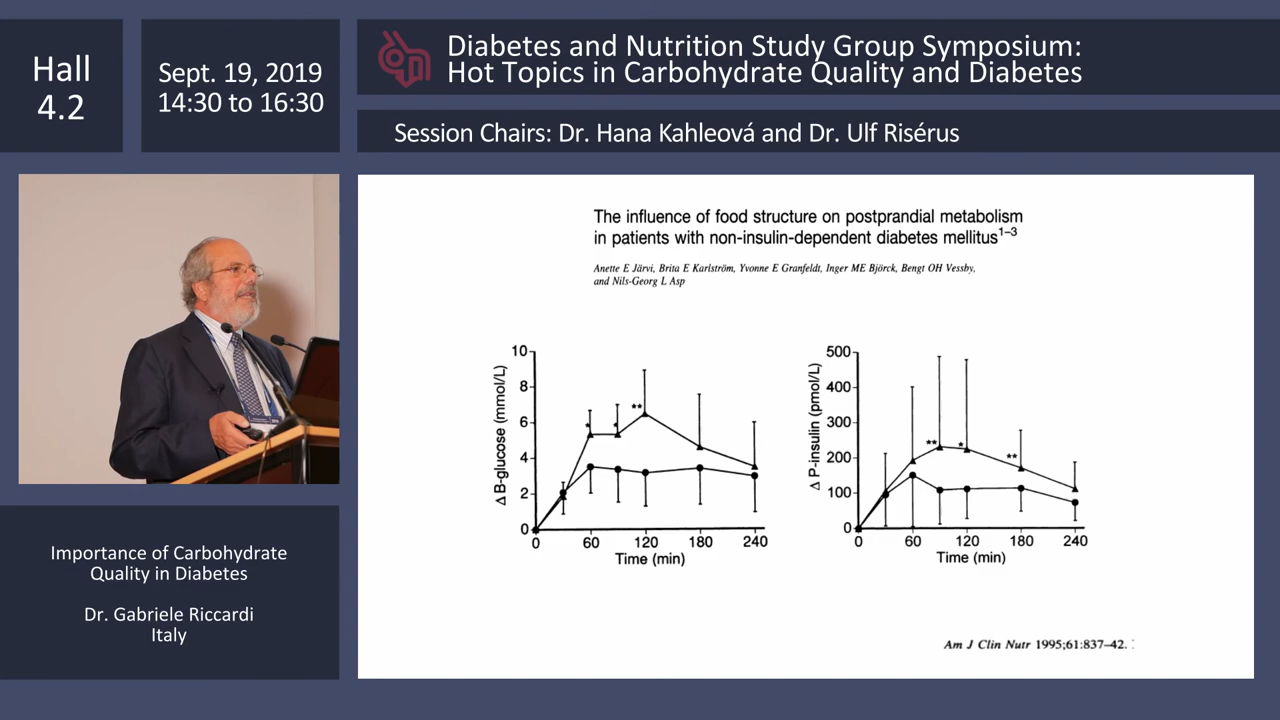 Hall
4.2
Sept. 19, 2019
14:30 to 16:30
Diabetes and Nutrition Study Group Symposium:
Hot Topics in Carbohydrate Quality and Diabetes
Session Chairs: Dr. Hana Kahleová and Dr. Ulf Risérus
The influence of food structure on postprandial metabolism
in patients with non-insulin-dependent diabetes mellitus1–3
Anette E Järvi, Brita E Karlström, Yvonne E Granfeldt, Inger ME Björck, Bengt OH Vessby,
and Nils-Georg L Asp
Δ B-glucose (mmol/L)
10
8
6
4
2
0
*
*
**
0 60 120 180 240
Time (min)
Δ P-insulin (pmol/L)
500
400
300
200
100
0
**
*
**
0 60 120 180 240
Time (min)
Am J Clin Nutr 1995;61:837–42.
Importance of Carbohydrate
Quality in Diabetes
Dr. Gabriele Riccardi
Italy